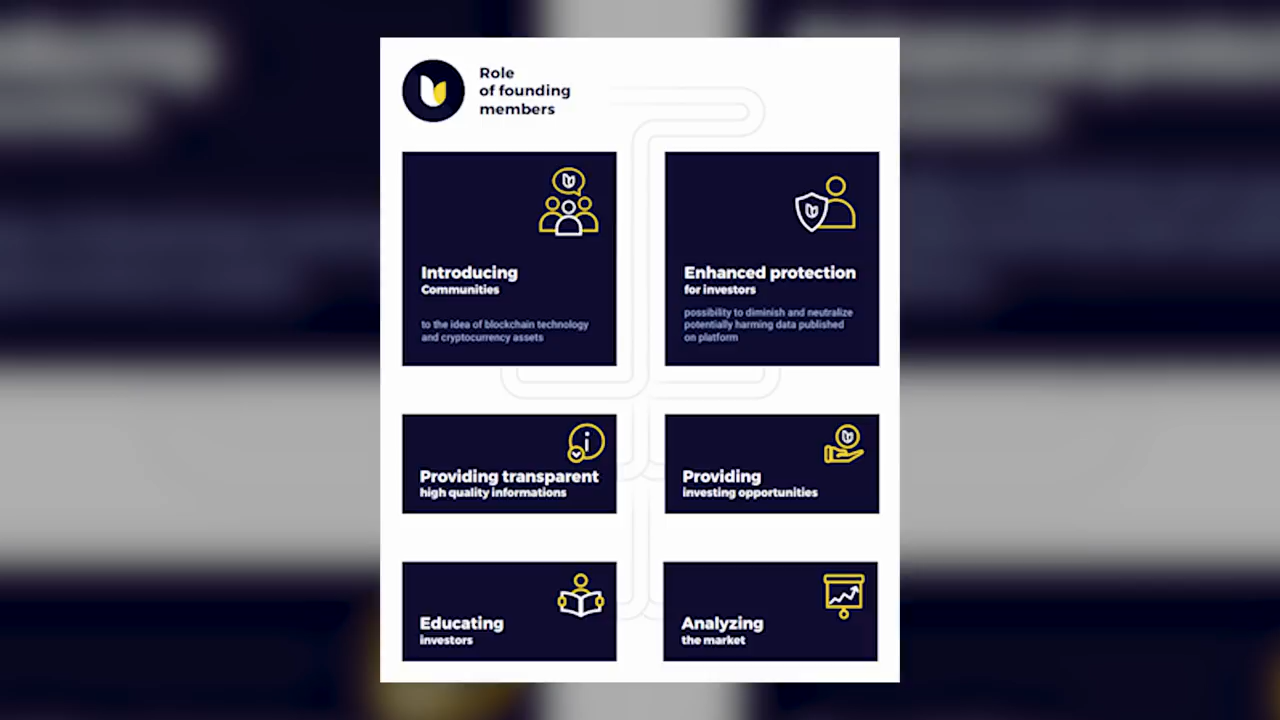 Role
of founding
members
Introducing
Communities
to the idea of blockchain technology
and cryptocurrency assets
Enhanced protection
for investors
possibility to diminish and neutralize
potentially harming data published
on platform
Providing transparent
high quality informations
Providing
investing opportunities
Educating
investors
Analyzing
the market